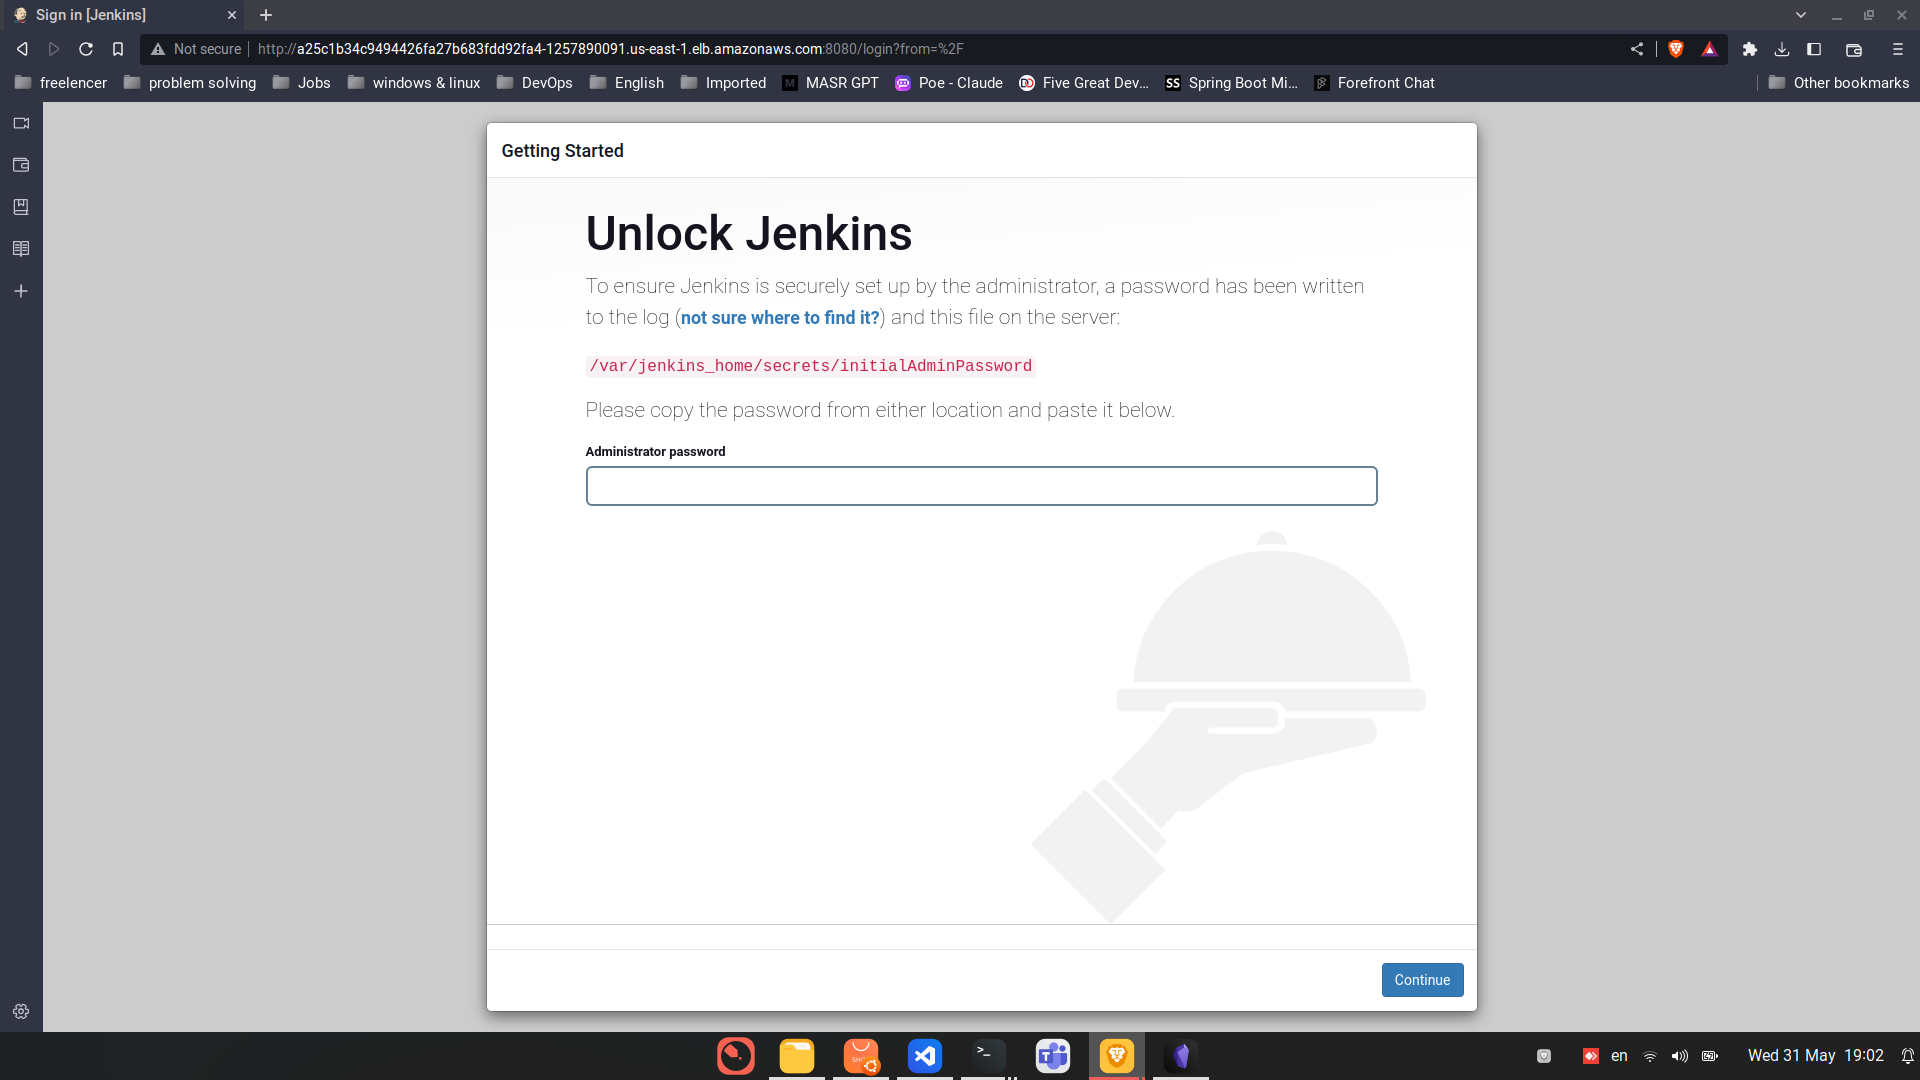 Sign in [Jenkins]
Not secure
http://a25c1b34c9494426fa27b683fdd92fa4-1257890091.us-east-1.elb.amazonaws.com:8080/login?from=%2F
freelencer
problem solving
Jobs
windows & linux
DevOps
English
Imported
M
MASR GPT
Poe - Claude
DO
Five Great Dev...
SS
Spring Boot Mi...
Forefront Chat
Other bookmarks
Getting Started
Unlock Jenkins
To ensure Jenkins is securely set up by the administrator, a password has been written
to the log (not sure where to find it?) and this file on the server:
/var/jenkins_home/secrets/initialAdminPassword
Please copy the password from either location and paste it below.
Administrator password
Continue
SHOP
>_
T
en
Wed 31 May 19:02